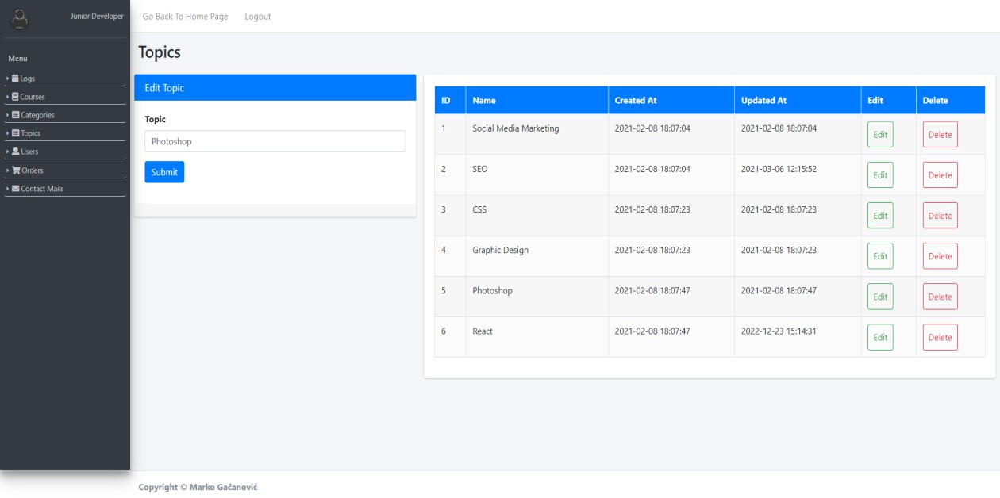 Junior Developer
Go Back To Home Page Logout
Menu
Logs
Courses
Categories
Topics
Users
Orders
Contact Mails
Topics
Edit Topic
Topic
Photoshop
Submit
ID Name Created At Updated At Edit Delete
1 Social Media Marketing 2021-02-08 18:07:04 2021-02-08 18:07:04 Edit Delete
2 SEO 2021-02-08 18:07:04 2021-03-06 12:15:52 Edit Delete
3 CSS 2021-02-08 18:07:23 2021-02-08 18:07:23 Edit Delete
4 Graphic Design 2021-02-08 18:07:23 2021-02-08 18:07:23 Edit Delete
5 Photoshop 2021-02-08 18:07:47 2021-02-08 18:07:47 Edit Delete
6 React 2021-02-08 18:07:47 2022-12-23 15:14:31 Edit Delete
Copyright © Marko Gačanović